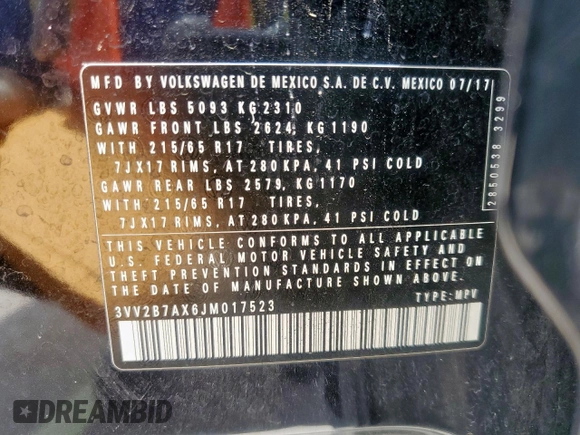 MFD BY VOLKSWAGEN DE MEXICO S.A. DE C.V. MEXICO 07/17
GVWR LBS 5093 KG 2310
GAWR FRONT LBS 2624, KG 1190
WITH 215/65 R17 TIRES,
7JX17 RIMS, AT 280 KPA, 41 PSI COLD
GAWR REAR LBS 2579, KG 1170
WITH 215/65 R17 TIRES,
7JX17 RIMS, AT 280 KPA, 41 PSI COLD
THIS VEHICLE CONFORMS TO ALL APPLICABLE
U.S. FEDERAL MOTOR VEHICLE SAFETY AND
THEFT PREVENTION STANDARDS IN EFFECT ON
THE DATE OF MANUFACTURE SHOWN ABOVE.
3VV2B7AX6JM017523 TYPE: MPV
2850538 3299
DREAMBID